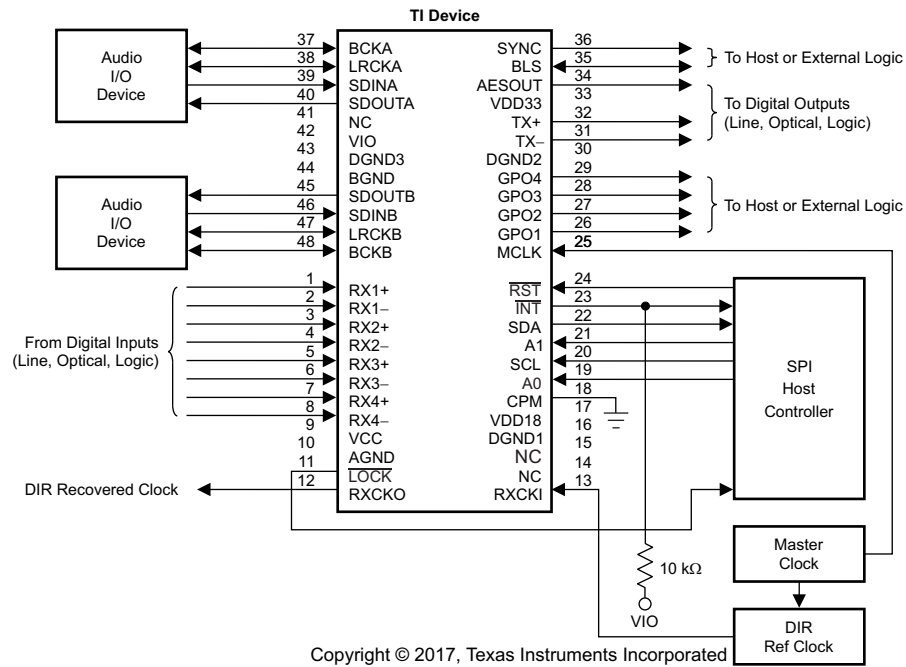 TI Device
Audio
I/O
Device
37
38
39
40
41
42
43
44
45
46
47
48
BCKA
LRCKA
SDINA
SDOUTA
NC
VIO
DGND3
BGND
SDOUTB
SDINB
LRCKB
BCKB
SYNC
BLS
AESOUT
VDD33
TX+
TX–
DGND2
GPO4
GPO3
GPO2
GPO1
MCLK
36
35
34
33
32
31
30
29
28
27
26
25
To Host or External Logic
To Digital Outputs
(Line, Optical, Logic)
To Host or External Logic
Audio
I/O
Device
From Digital Inputs
(Line, Optical, Logic)
1
2
3
4
5
6
7
8
9
10
11
12
RX1+
RX1–
RX2+
RX2–
RX3+
RX3–
RX4+
RX4–
VCC
AGND
LOCK
RXCKO
RST
INT
SDA
A1
SCL
A0
CPM
VDD18
DGND1
NC
NC
RXCKI
24
23
22
21
20
19
18
17
16
15
14
13
SPI
Host
Controller
DIR Recovered Clock
10 kΩ
VIO
Master
Clock
DIR
Ref Clock
Copyright © 2017, Texas Instruments Incorporated